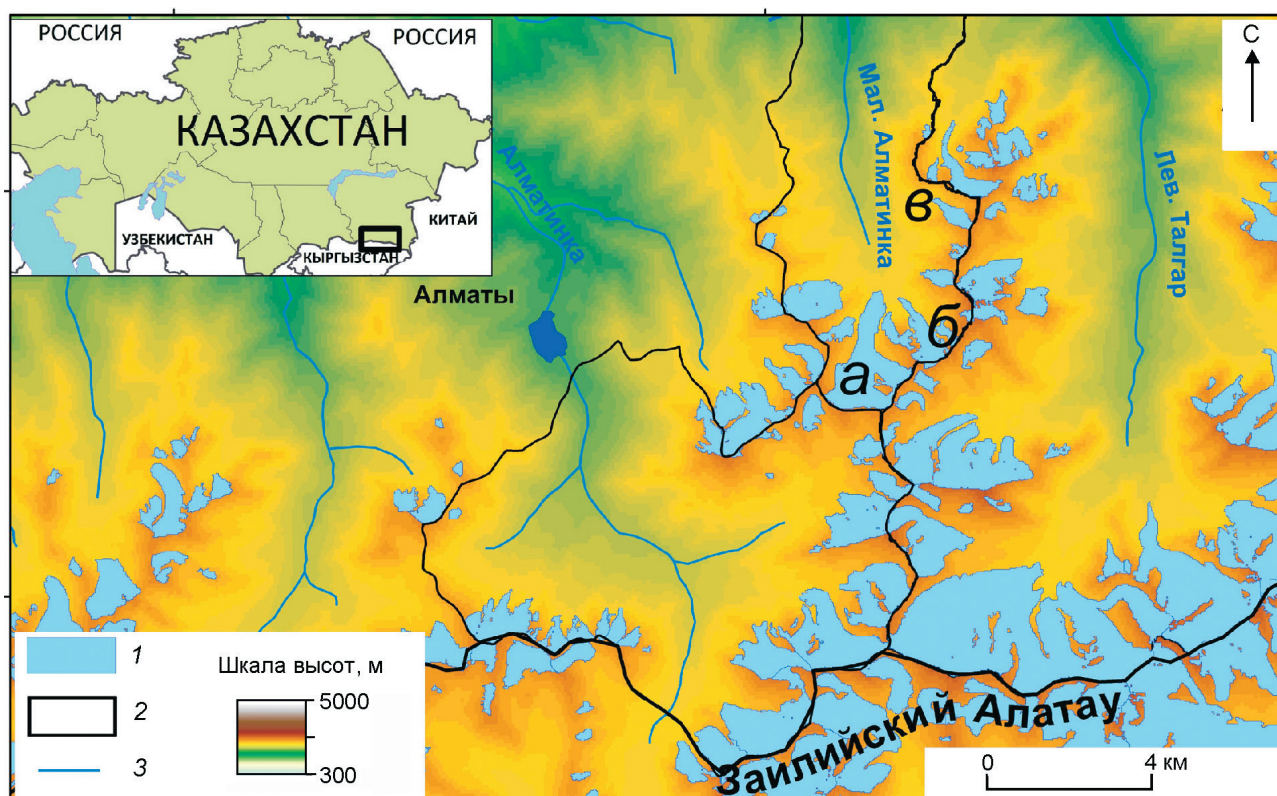 РОССИЯ
РОССИЯ
КАЗАХСТАН
УЗБЕКИСТАН
КЫРГЫЗСТАН
КИТАЙ
С
Алматинка
Мал. Алматинка
Лев. Талгар
Алматы
а
б
в
Заилийский Алатау
1
2
3
Шкала высот, м
5000
300
0 4 км